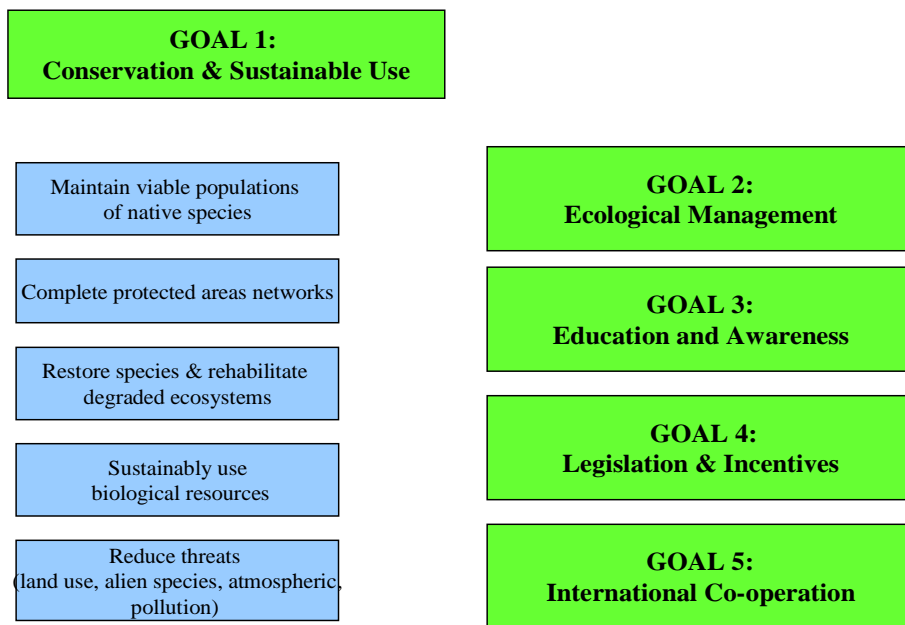 GOAL 1:
Conservation & Sustainable Use
Maintain viable populations
of native species
Complete protected areas networks
Restore species & rehabilitate
degraded ecosystems
Sustainably use
biological resources
Reduce threats
(land use, alien species, atmospheric,
pollution)
GOAL 2:
Ecological Management
GOAL 3:
Education and Awareness
GOAL 4:
Legislation & Incentives
GOAL 5:
International Co-operation